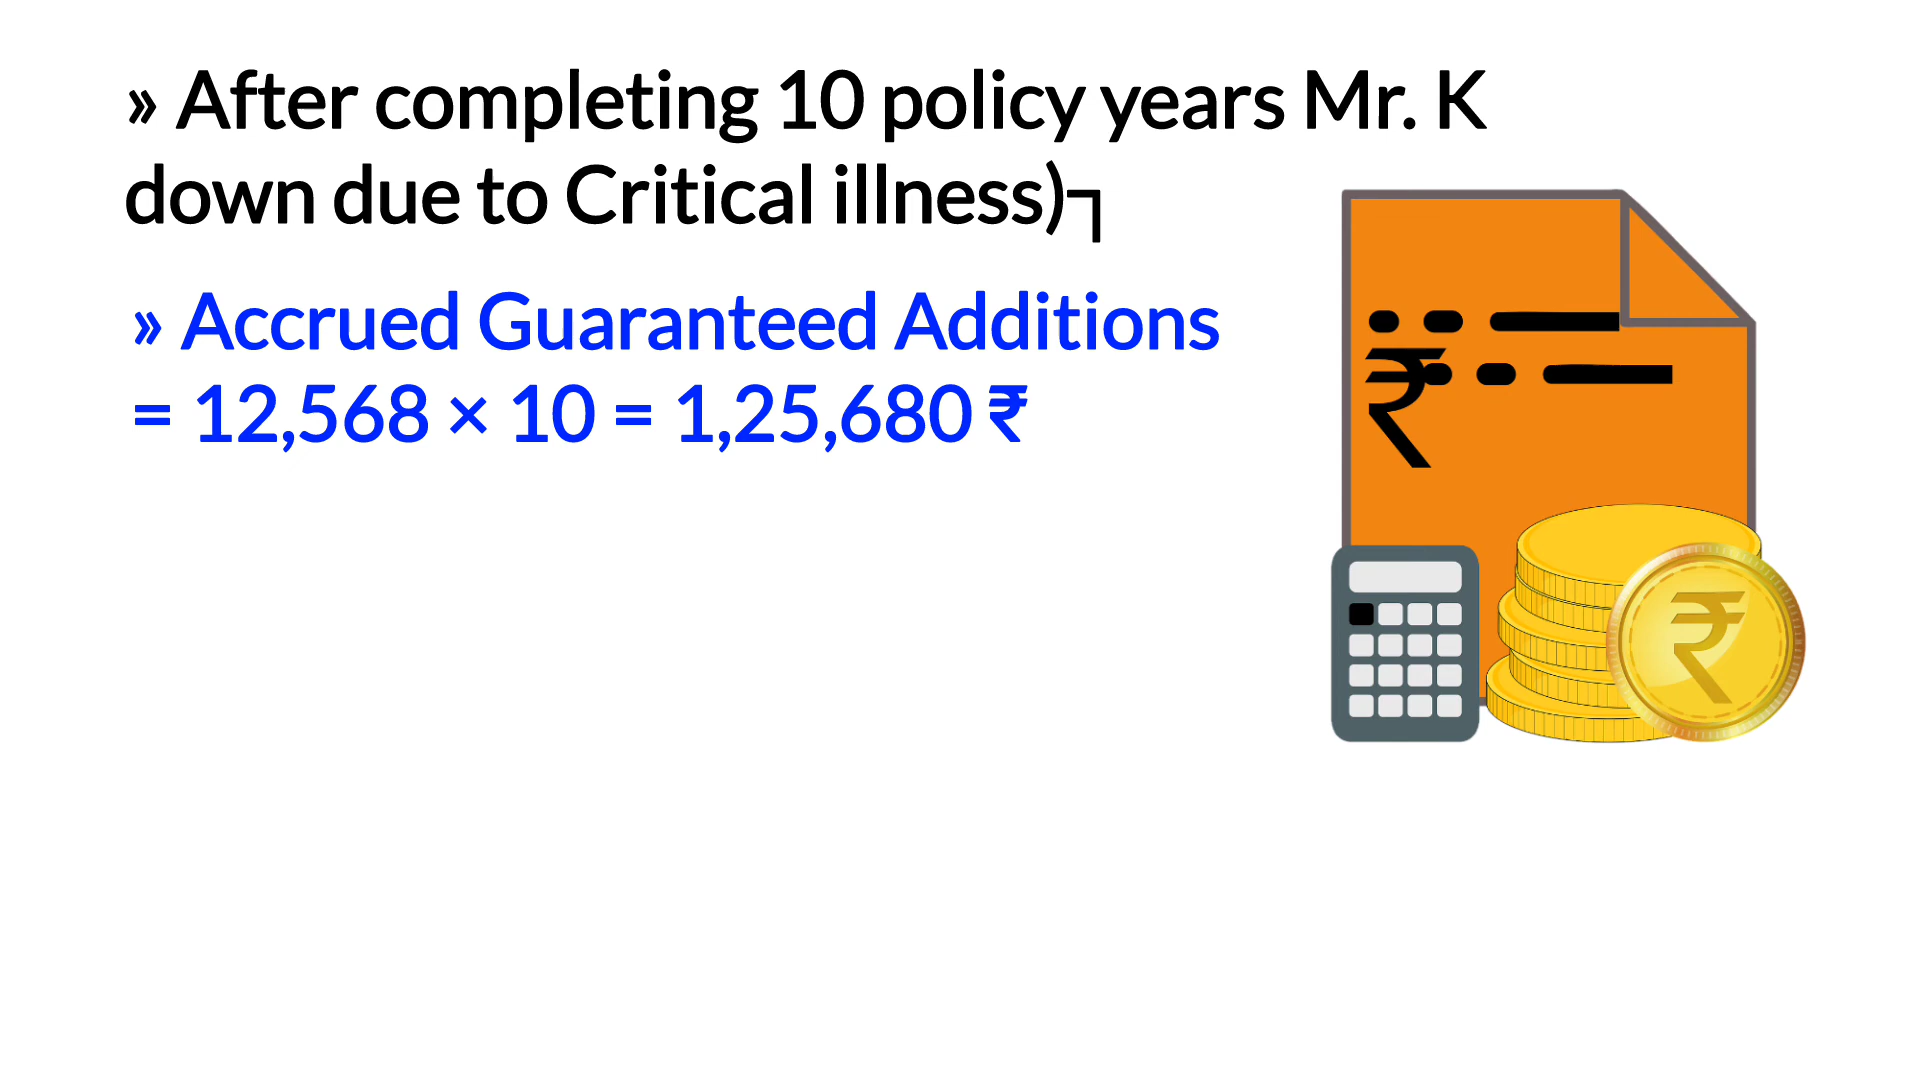 » After completing 10 policy years Mr. K
down due to Critical illness)┐
» Accrued Guaranteed Additions
= 12,568 × 10 = 1,25,680 ₹
₹
₹